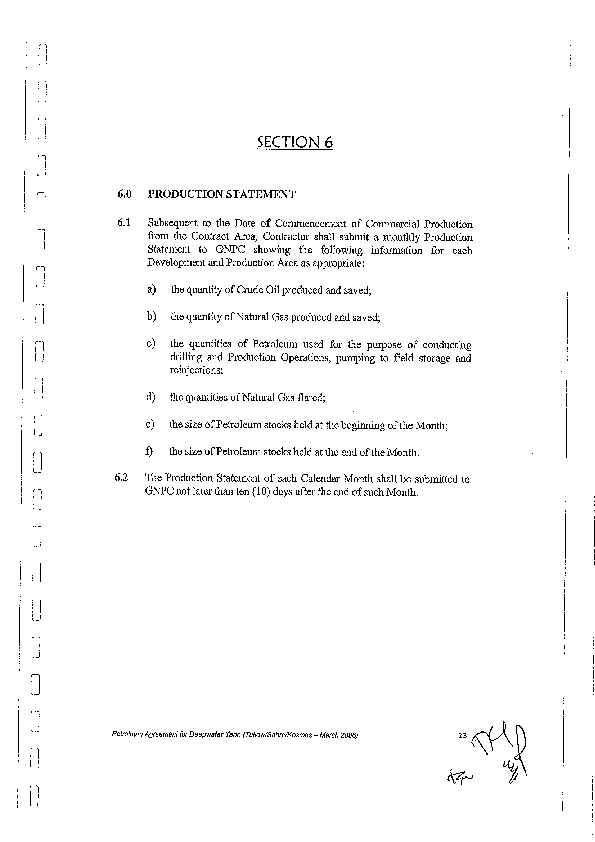 SECTION 6
6.0 PRODUCTION STATEMENT
6.1 Subsequent to the Date of Commencement of Commercial Production
from the Contract Area, Contractor shall submit a monthly Production
Statement to GNPC showing the following information for each
Development and Production Area as appropriate:
a) the quantity of Crude Oil produced and saved;
b) the quantity of Natural Gas produced and saved;
c) the quantities of Petroleum used for the purpose of conducting
drilling and Production Operations, pumping to field storage and
reinjections;
d) the quantities of Natural Gas flared;
e) the size of Petroleum stocks held at the beginning of the Month;
f) the size of Petroleum stocks held at the end of the Month.
6.2 The Production Statement of each Calendar Month shall be submitted to
GNPC not later than ten (10) days after the end of such Month.
Petroleum Agreement for Deepwater Tano (Tullow/Sabre/Kosmos – March 2006)
23